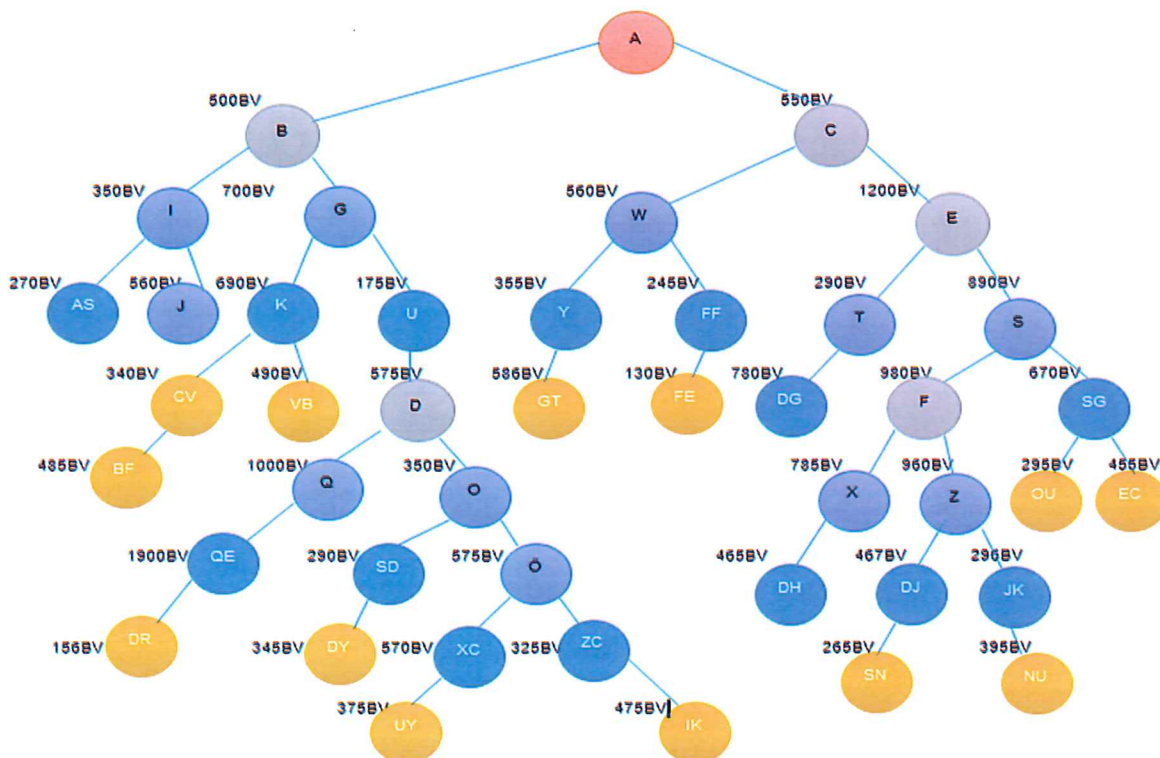 A
500BV
550BV
B
C
350BV
700BV
560BV
1200BV
I
G
W
E
270BV
560BV
690BV
175BV
355BV
245BV
290BV
890BV
AS
J
K
U
Y
FF
T
S
340BV
490BV
575BV
586BV
130BV
780BV
980BV
670BV
CV
VB
D
GT
FE
DG
F
SG
485BV
1000BV
350BV
785BV
960BV
295BV
455BV
BF
Q
O
X
Z
OU
EC
1900BV
290BV
575BV
465BV
467BV
296BV
QE
SD
Ö
DH
DJ
JK
156BV
345BV
570BV
325BV
265BV
395BV
DR
DY
XC
ZC
SN
NU
375BV
475BV
UY
IK